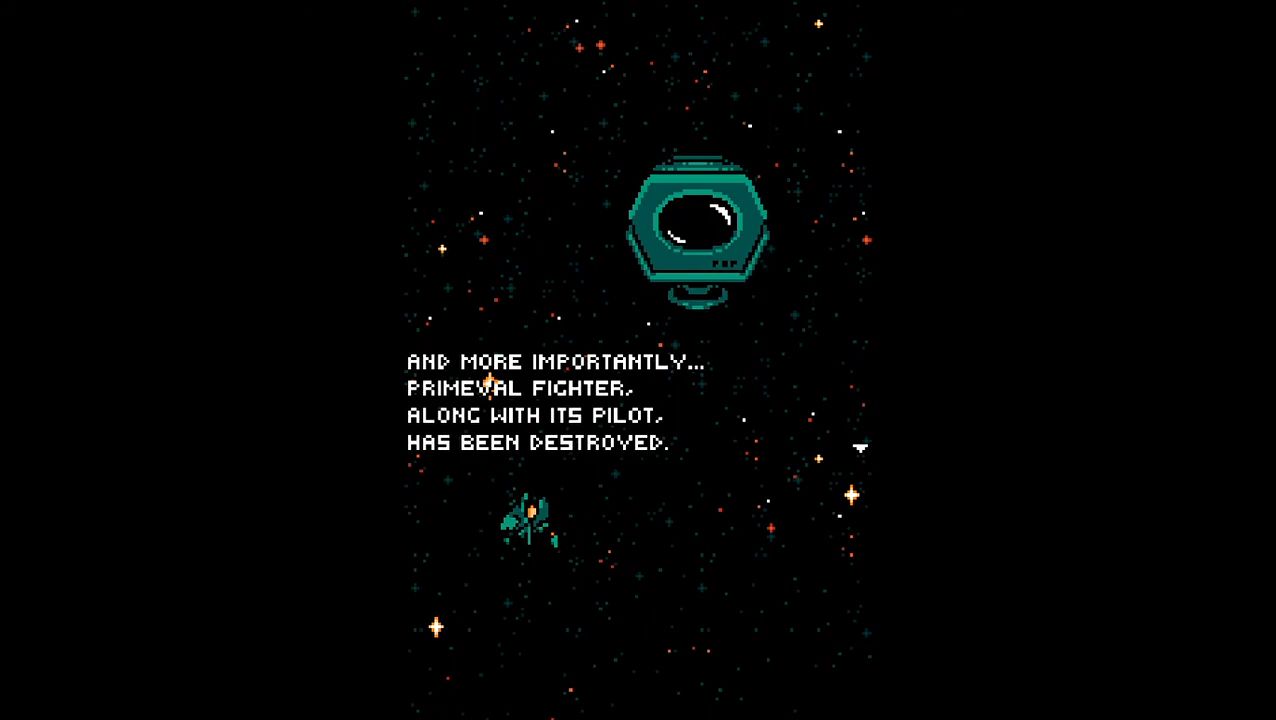 AND MORE IMPORTANTLY...
PRIMEVAL FIGHTER,
ALONG WITH ITS PILOT,
HAS BEEN DESTROYED.